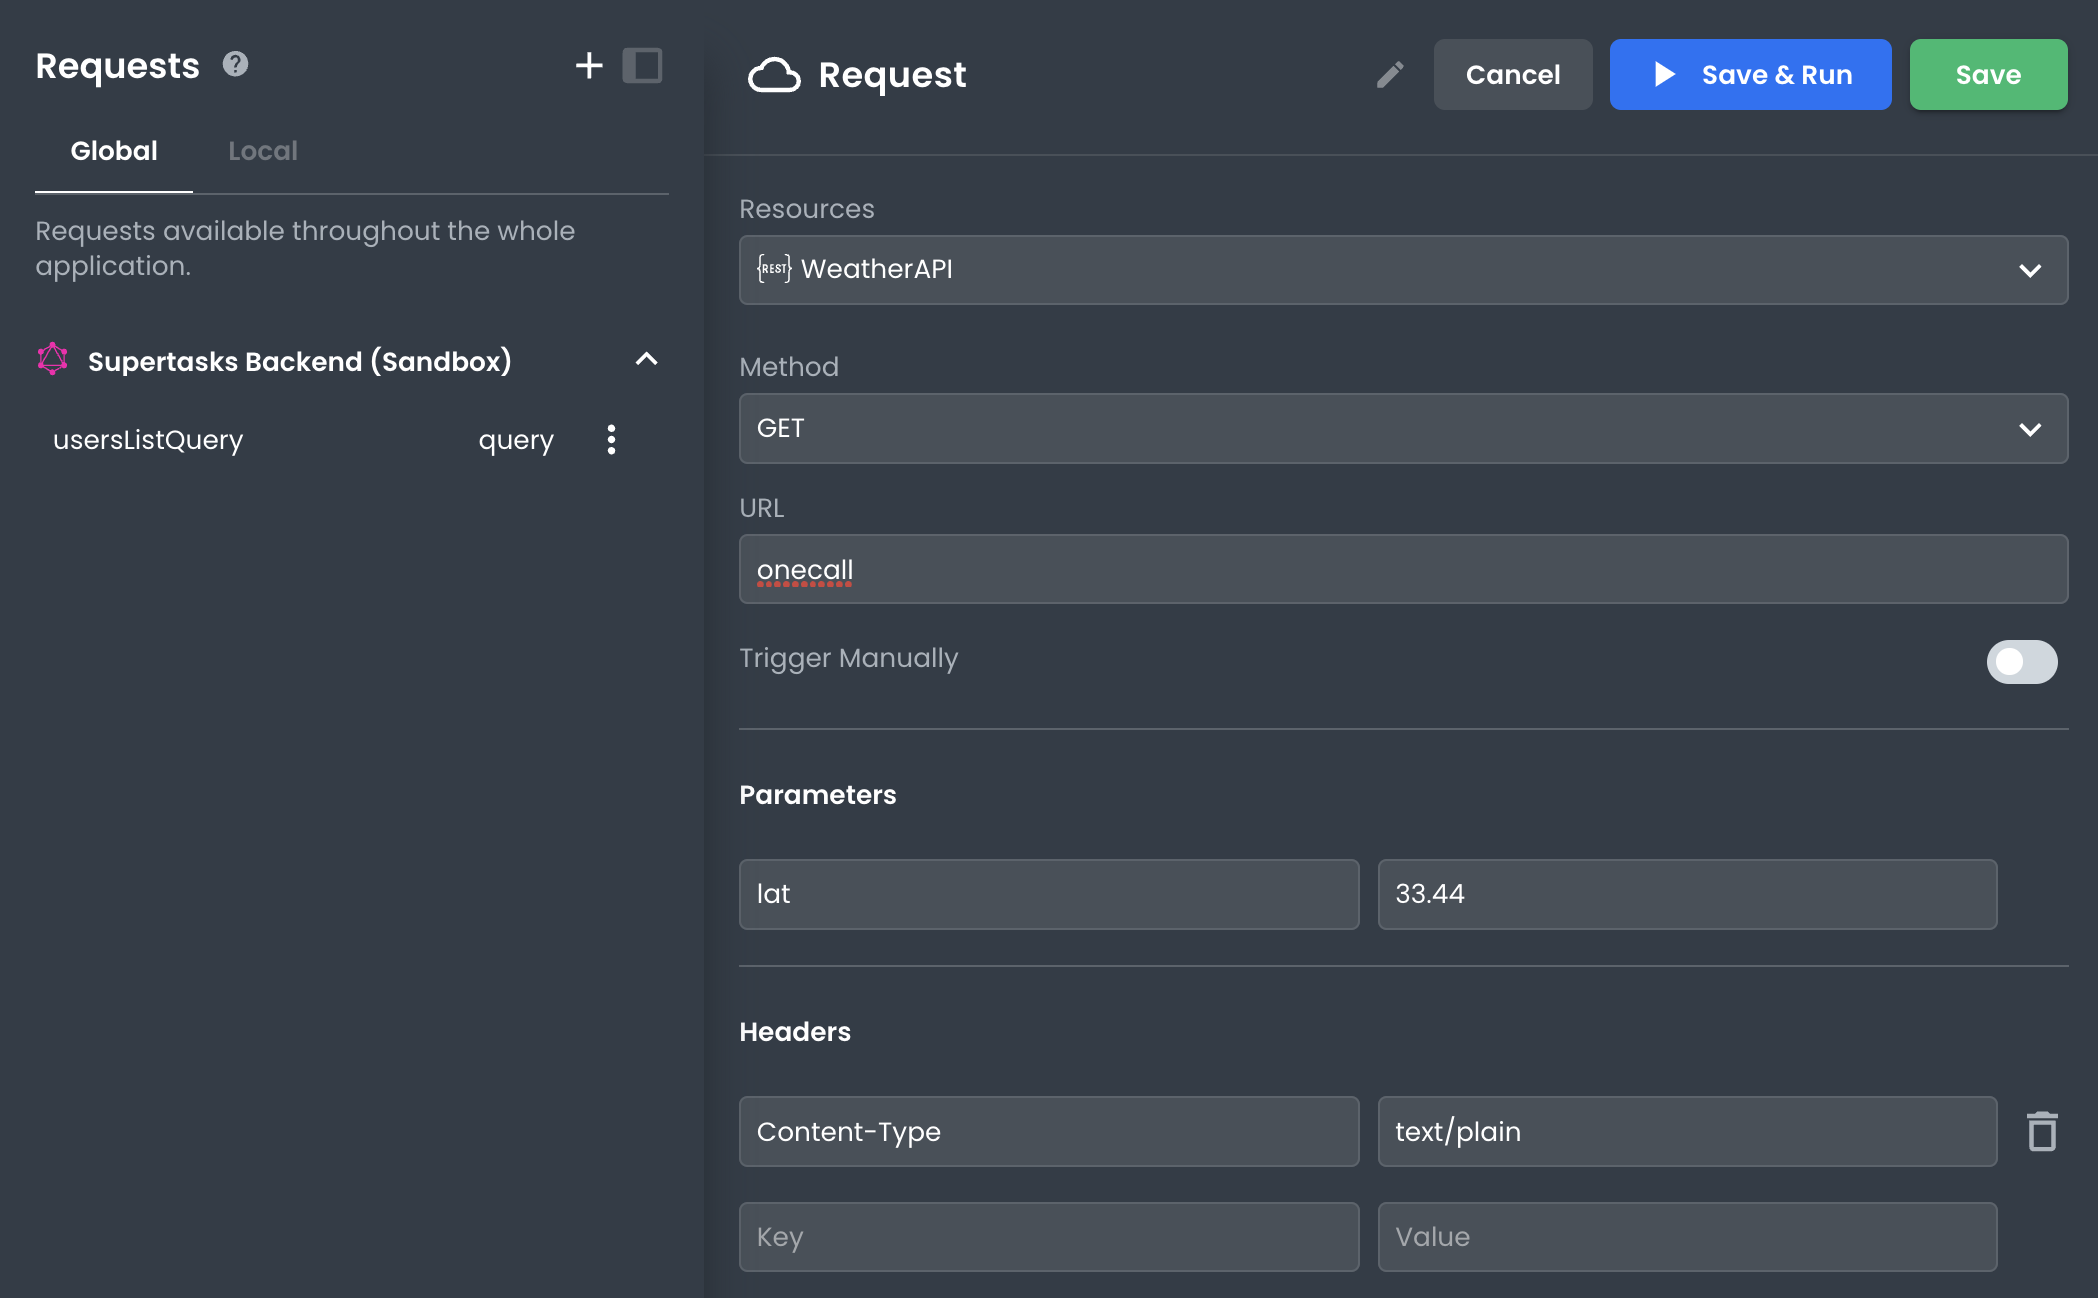 Requests
Global
Local
Requests available throughout the whole
application.
Supertasks Backend (Sandbox)
usersListQuery
query
Request
Cancel
Save & Run
Save
Resources
{REST} WeatherAPI
Method
GET
URL
onecall
Trigger Manually
Parameters
lat
33.44
Headers
Content-Type
text/plain
Key
Value